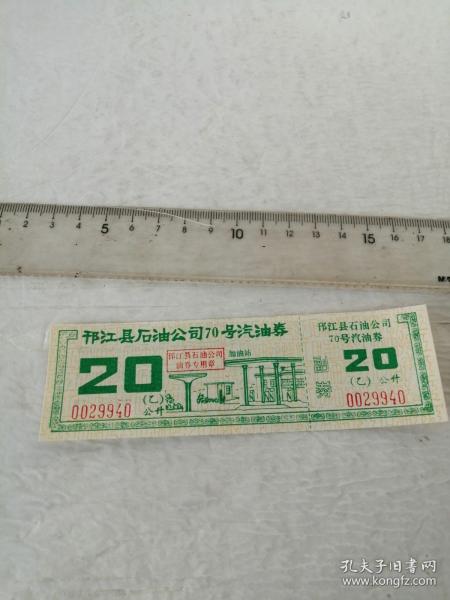 5
10
15
邗江县石油公司70号汽油券
20
邗江县石油公司
油券专用章
加油站
(乙)
公升
0029940
邗江县石油公司
70号汽油券
20
(乙) 公升
0029940
孔夫子旧书网
www.kongfz.com